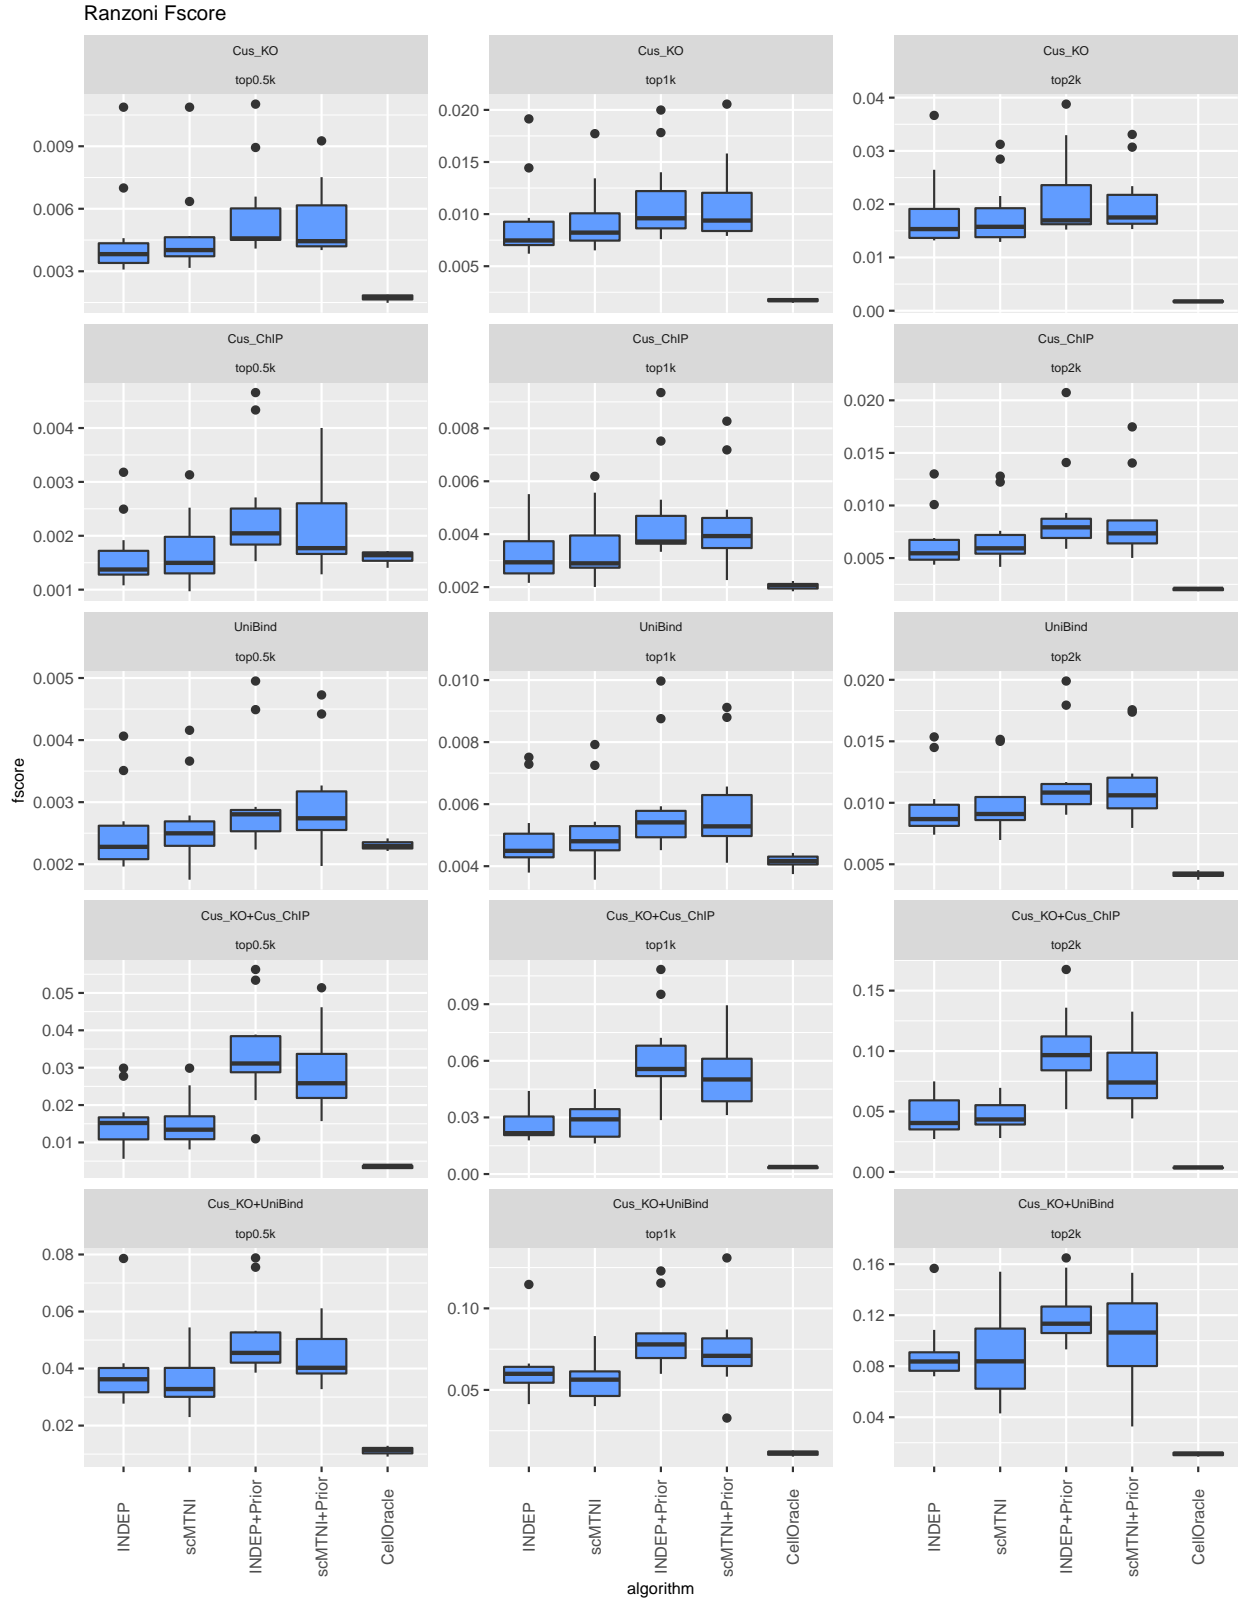 Ranzoni Fscore
Cus_KO
top0.5k
Cus_KO
top1k
Cus_KO
top2k
0.009
0.006
0.003
0.020
0.015
0.010
0.005
0.04
0.03
0.02
0.01
0.00
Cus_ChIP
top0.5k
Cus_ChIP
top1k
Cus_ChIP
top2k
0.004
0.003
0.002
0.001
0.008
0.006
0.004
0.002
0.020
0.015
0.010
0.005
UniBind
top0.5k
UniBind
top1k
UniBind
top2k
0.005
0.004
0.003
0.002
0.010
0.008
0.006
0.004
0.020
0.015
0.010
0.005
fscore
Cus_KO+Cus_ChIP
top0.5k
Cus_KO+Cus_ChIP
top1k
Cus_KO+Cus_ChIP
top2k
0.05
0.04
0.03
0.02
0.01
0.09
0.06
0.03
0.00
0.15
0.10
0.05
0.00
Cus_KO+UniBind
top0.5k
Cus_KO+UniBind
top1k
Cus_KO+UniBind
top2k
0.08
0.06
0.04
0.02
0.10
0.05
0.16
0.12
0.08
0.04
INDEP
scMTNI
INDEP+Prior
scMTNI+Prior
CellOracle
INDEP
scMTNI
INDEP+Prior
scMTNI+Prior
CellOracle
INDEP
scMTNI
INDEP+Prior
scMTNI+Prior
CellOracle
algorithm